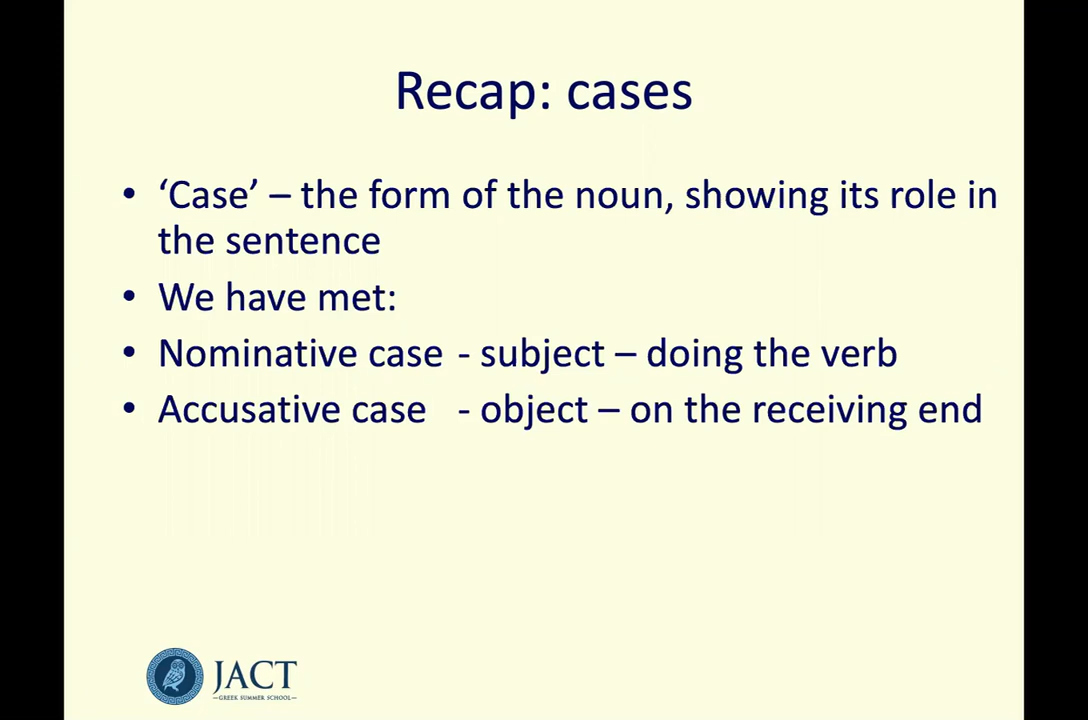 Recap: cases
• ‘Case’ – the form of the noun, showing its role in
the sentence
• We have met:
• Nominative case - subject – doing the verb
• Accusative case - object – on the receiving end
JACT
—GREEK SUMMER SCHOOL—